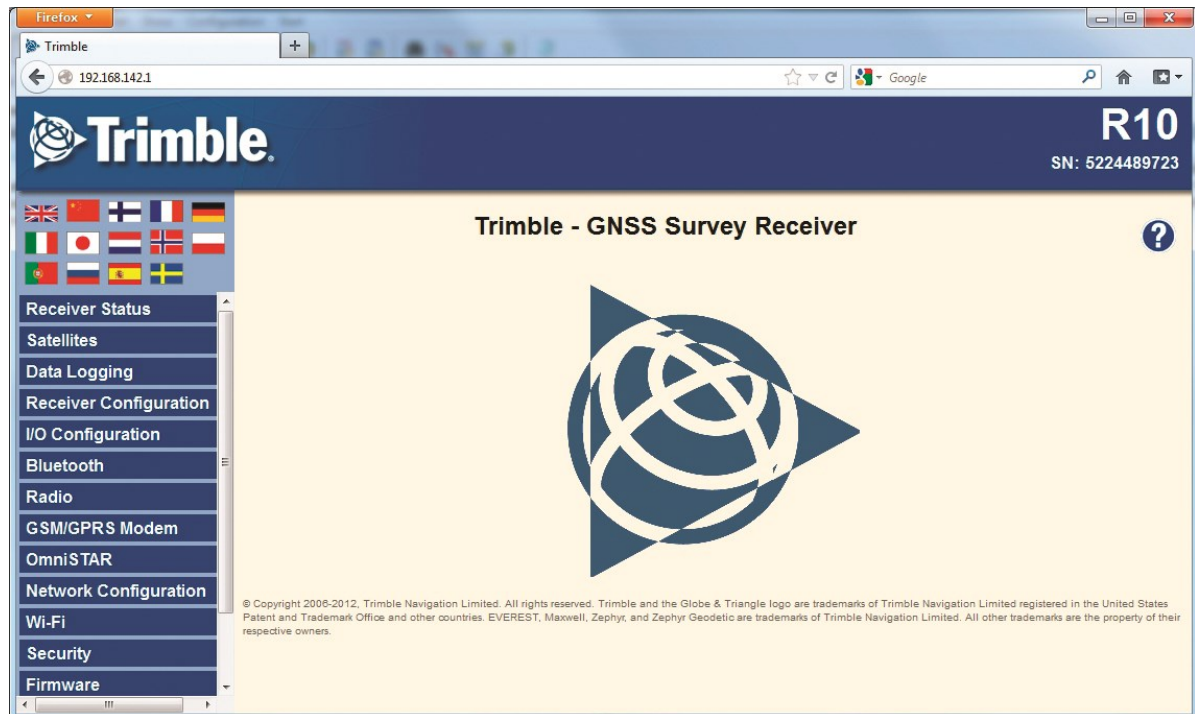 Firefox
Trimble
192.168.142.1
Google
Trimble.
R10
SN: 5224489723
Trimble - GNSS Survey Receiver
?
Receiver Status
Satellites
Data Logging
Receiver Configuration
I/O Configuration
Bluetooth
Radio
GSM/GPRS Modem
OmniSTAR
Network Configuration
Wi-Fi
Security
Firmware
© Copyright 2006-2012, Trimble Navigation Limited. All rights reserved. Trimble and the Globe & Triangle logo are trademarks of Trimble Navigation Limited registered in the United States
Patent and Trademark Office and other countries. EVEREST, Maxwell, Zephyr, and Zephyr Geodetic are trademarks of Trimble Navigation Limited. All other trademarks are the property of their
respective owners.